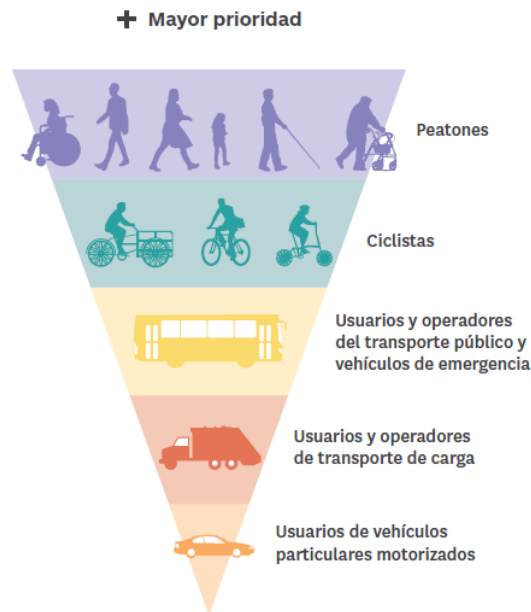 + Mayor prioridad
Peatones
Ciclistas
Usuarios y operadores
del transporte público y
vehículos de emergencia
Usuarios y operadores
de transporte de carga
Usuarios de vehículos
particulares motorizados